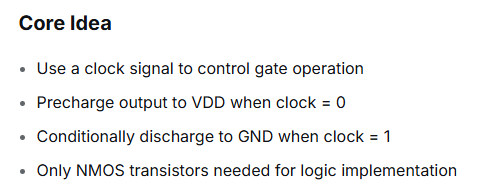 Core Idea
• Use a clock signal to control gate operation
• Precharge output to VDD when clock = 0
• Conditionally discharge to GND when clock = 1
• Only NMOS transistors needed for logic implementation